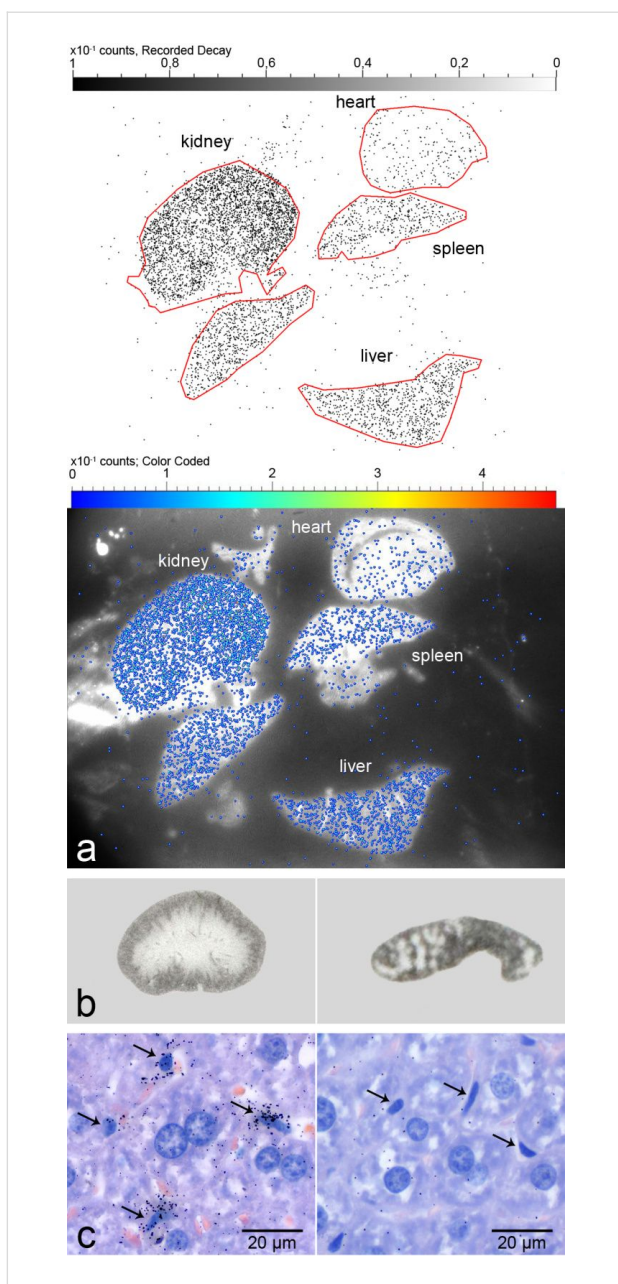 x10⁻¹ counts, Recorded Decay
1 0,8 0,6 0,4 0,2 0
heart
kidney
spleen
liver
x10⁻¹ counts; Color Coded
0 1 2 3 4
heart
kidney
spleen
liver
a
b
c
20 µm 20 µm